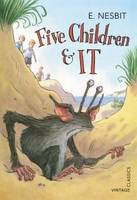 E. NESBIT
Five Children
& IT
VINTAGE
CLASSICS